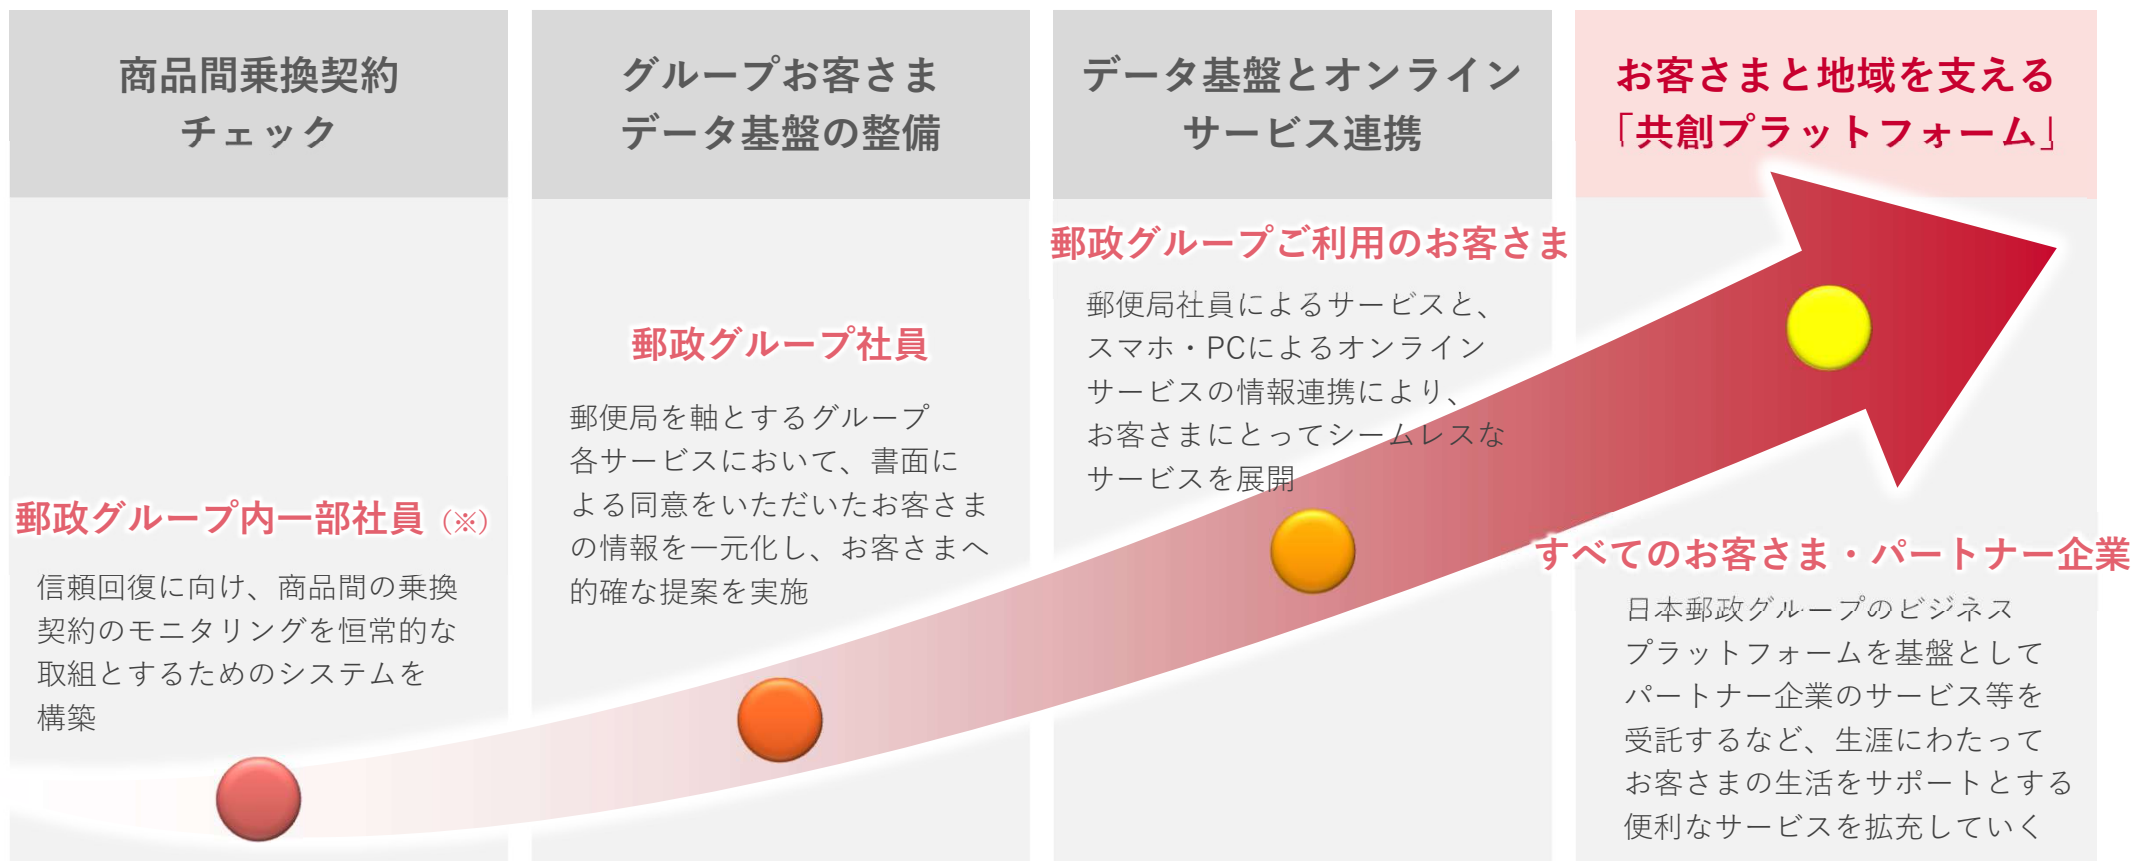 商品間乗換契約
チェック
郵政グループ内一部社員（※）
信頼回復に向け、商品間の乗換
契約のモニタリングを恒常的な
取組とするためのシステムを
構築
グループお客さま
データ基盤の整備
郵政グループ社員
郵便局を軸とするグループ
各サービスにおいて、書面に
よる同意をいただいたお客さま
の情報を一元化し、お客さまへ
的確な提案を実施
データ基盤とオンライン
サービス連携
郵政グループご利用のお客さま
郵便局社員によるサービスと、
スマホ・PCによるオンライン
サービスの情報連携により、
お客さまにとってシームレスな
サービスを展開
お客さまと地域を支える
「共創プラットフォーム」
すべてのお客さま・パートナー企業
日本郵政グループのビジネス
プラットフォームを基盤として
パートナー企業のサービス等を
受託するなど、生涯にわたって
お客さまの生活をサポートとする
便利なサービスを拡充していく